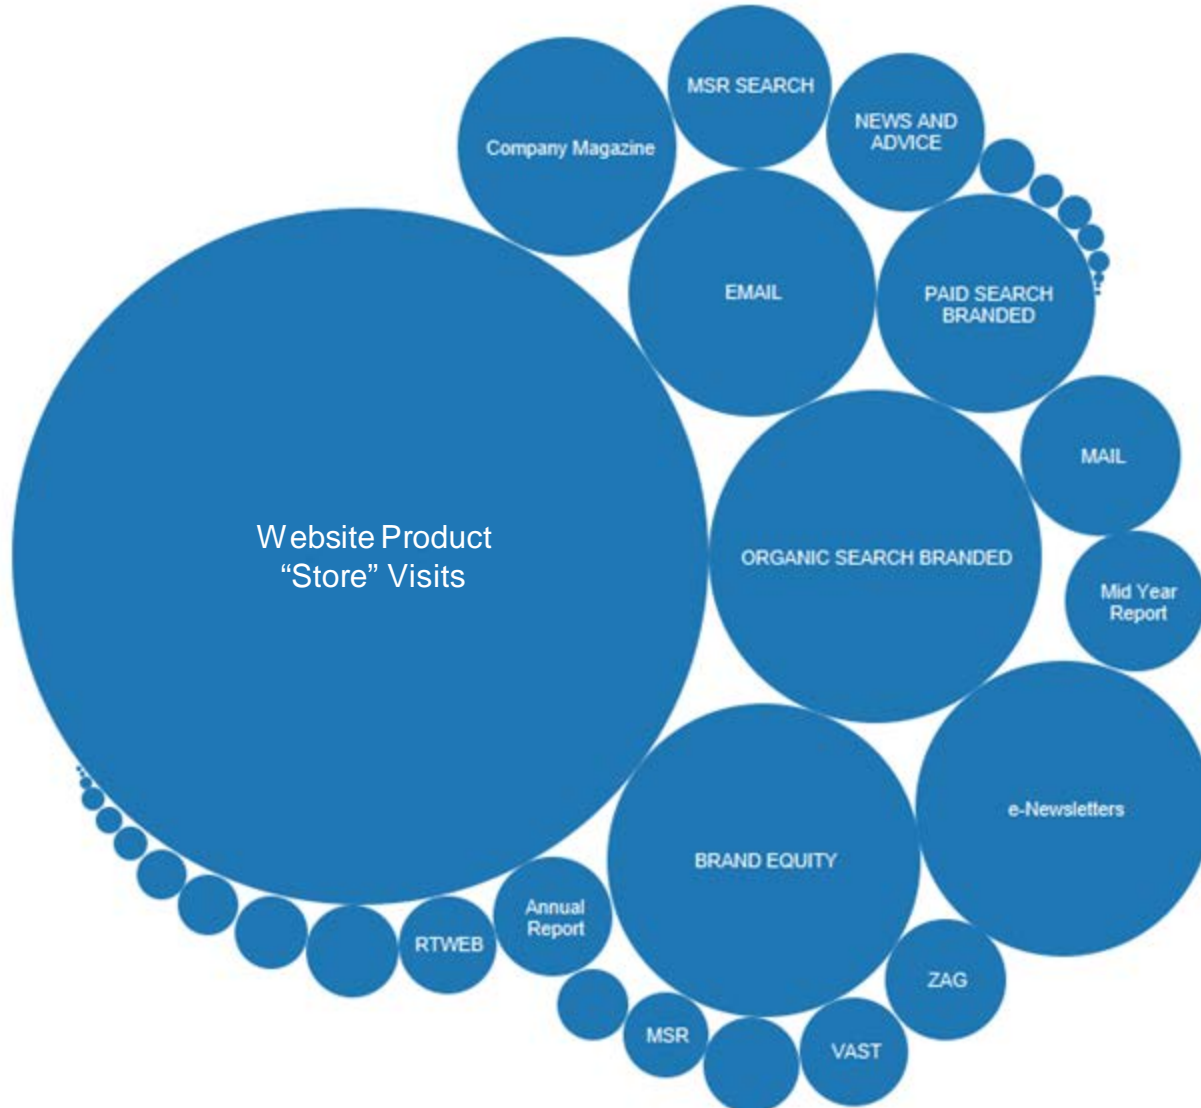 MSR SEARCH
NEWS AND
ADVICE
Company Magazine
EMAIL
PAID SEARCH
BRANDED
MAIL
Website Product
“Store” Visits
ORGANIC SEARCH BRANDED
Mid Year
Report
e-Newsletters
BRAND EQUITY
Annual
Report
RTWEB
ZAG
MSR
VAST